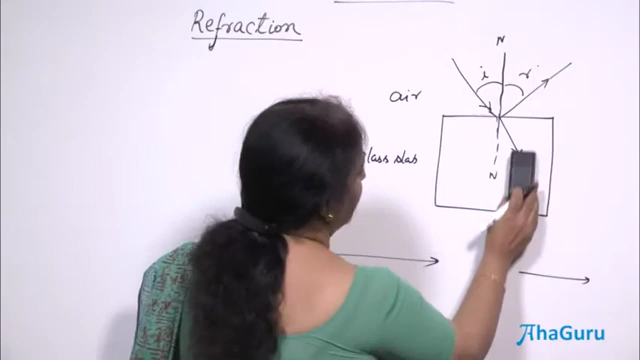 Refraction
N
i r
air
lass slab
N
AhaGuru